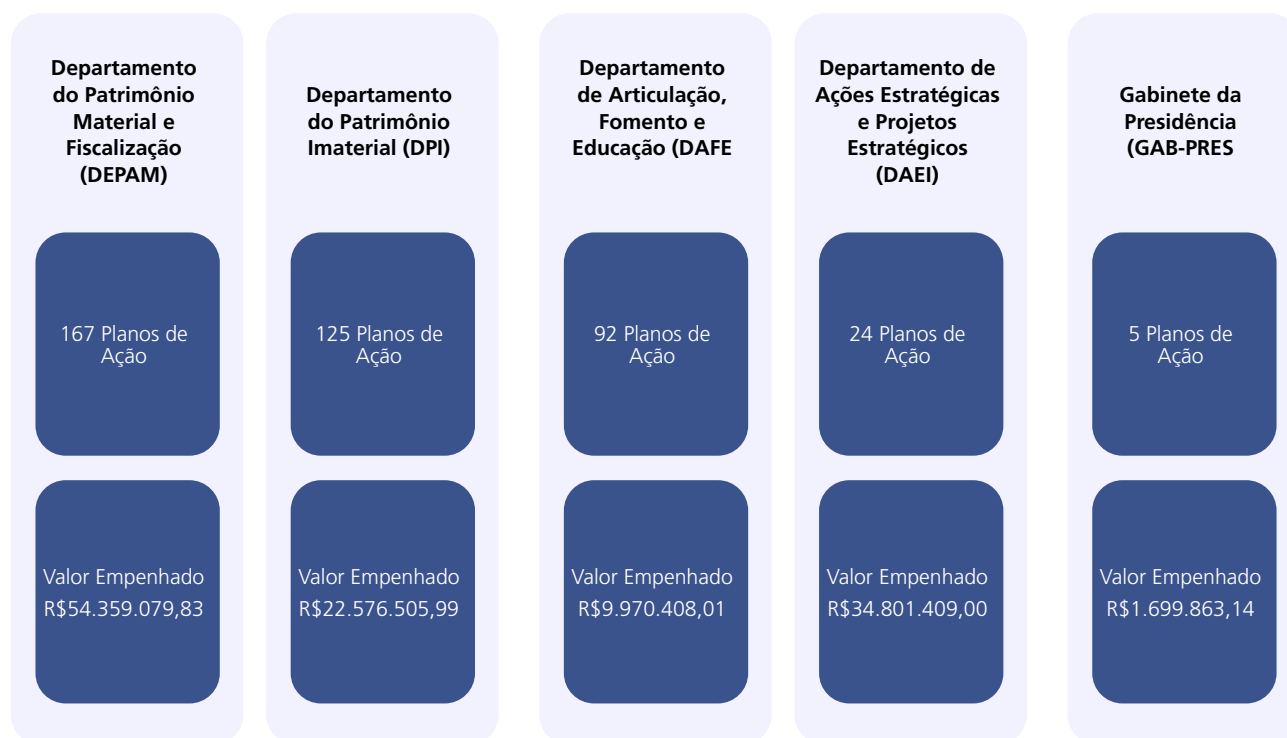 Departamento
do Patrimônio
Material e
Fiscalização
(DEPAM)
167 Planos de
Ação
Valor Empenhado
R$54.359.079,83
Departamento
do Patrimônio
Imaterial (DPI)
125 Planos de
Ação
Valor Empenhado
R$22.576.505,99
Departamento
de Articulação,
Fomento e
Educação (DAFE
92 Planos de
Ação
Valor Empenhado
R$9.970.408,01
Departamento de
Ações Estratégicas
e Projetos
Estratégicos
(DAEI)
24 Planos de
Ação
Valor Empenhado
R$34.801.409,00
Gabinete da
Presidência
(GAB-PRES
5 Planos de
Ação
Valor Empenhado
R$1.699.863,14